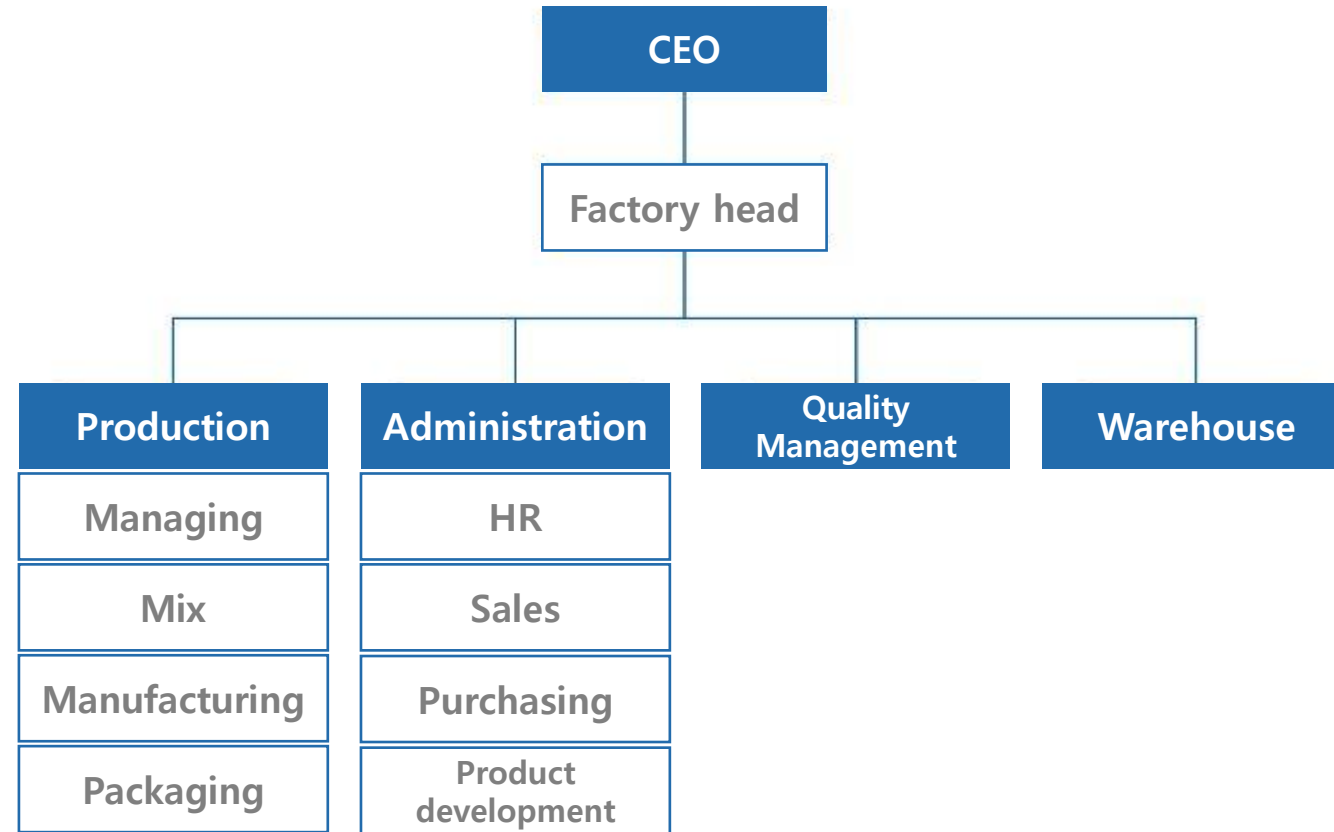 CEO
Factory head
Production
Administration
Quality
Management
Warehouse
Managing
HR
Mix
Sales
Manufacturing
Purchasing
Packaging
Product
development